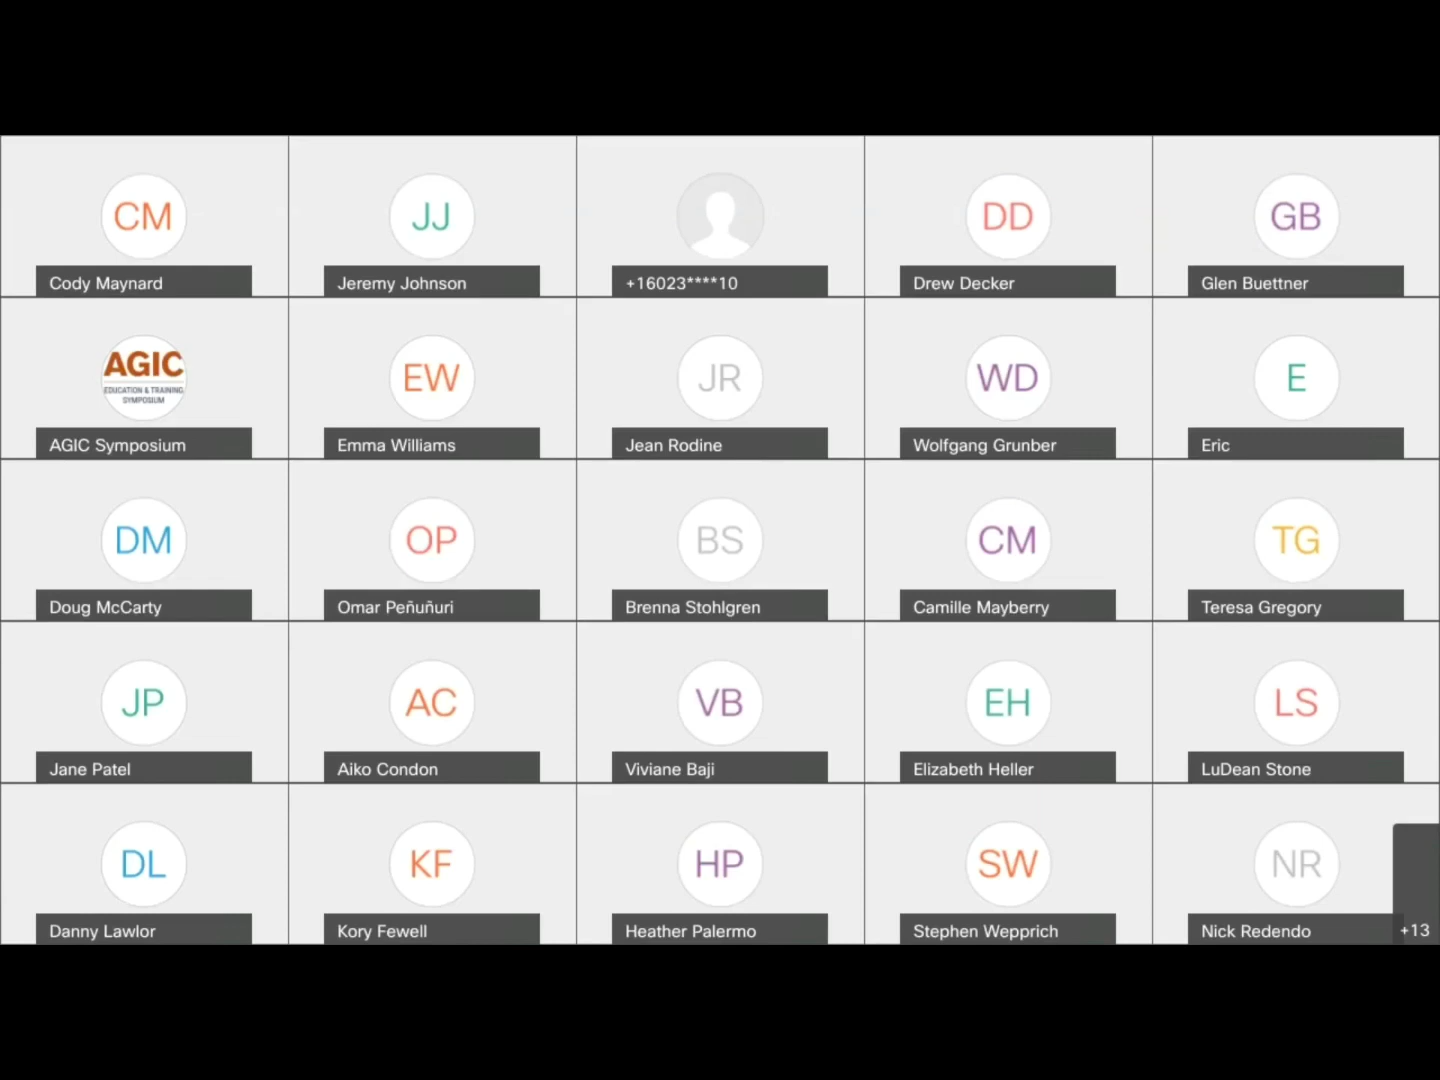 CM
Cody Maynard
JJ
Jeremy Johnson
+16023****10
DD
Drew Decker
GB
Glen Buettner
AGIC
EDUCATION & TRAINING
SYMPOSIUM
AGIC Symposium
EW
Emma Williams
JR
Jean Rodine
WD
Wolfgang Grunber
E
Eric
DM
Doug McCarty
OP
Omar Peñuñuri
BS
Brenna Stohlgren
CM
Camille Mayberry
TG
Teresa Gregory
JP
Jane Patel
AC
Aiko Condon
VB
Viviane Baji
EH
Elizabeth Heller
LS
LuDean Stone
DL
Danny Lawlor
KF
Kory Fewell
HP
Heather Palermo
SW
Stephen Wepprich
NR
Nick Redendo
+13